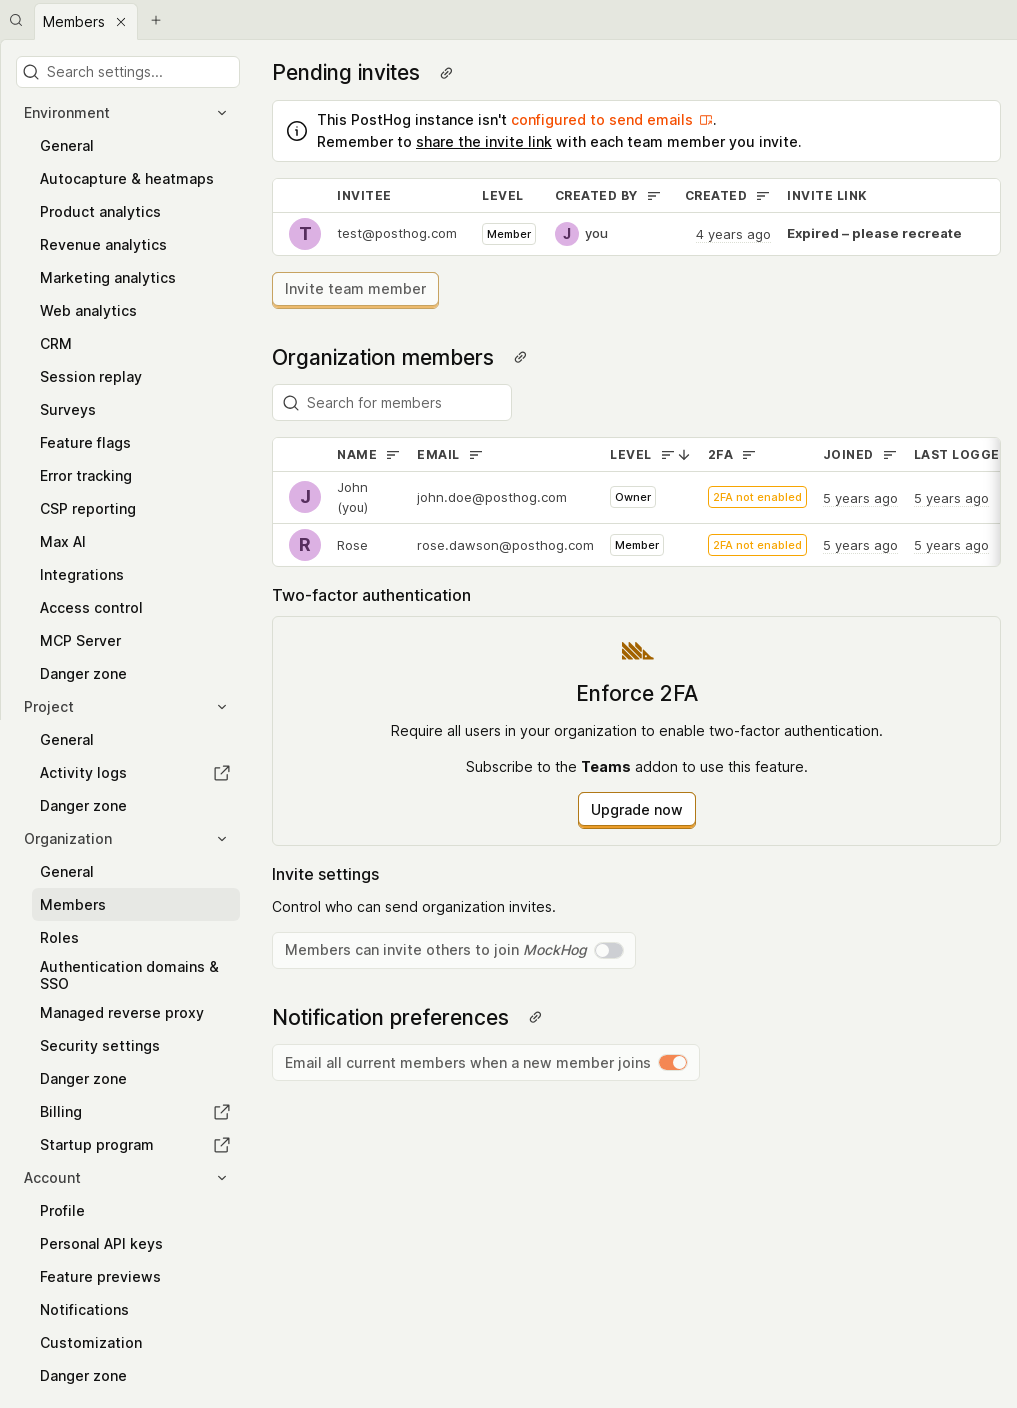 Members
Search settings...
Environment
General
Autocapture & heatmaps
Product analytics
Revenue analytics
Marketing analytics
Web analytics
CRM
Session replay
Surveys
Feature flags
Error tracking
CSP reporting
Max AI
Integrations
Access control
MCP Server
Danger zone
Project
General
Activity logs
Danger zone
Organization
General
Members
Roles
Authentication domains &
SSO
Managed reverse proxy
Security settings
Danger zone
Billing
Startup program
Account
Profile
Personal API keys
Feature previews
Notifications
Customization
Danger zone
Pending invites
This PostHog instance isn't configured to send emails.
Remember to share the invite link with each team member you invite.
INVITEE LEVEL CREATED BY CREATED INVITE LINK
T test@posthog.com Member J you 4 years ago Expired – please recreate
Invite team member
Organization members
Search for members
NAME EMAIL LEVEL 2FA JOINED LAST LOGGE
J John (you) john.doe@posthog.com Owner 2FA not enabled 5 years ago 5 years ago
R Rose rose.dawson@posthog.com Member 2FA not enabled 5 years ago 5 years ago
Two-factor authentication
Enforce 2FA
Require all users in your organization to enable two-factor authentication.
Subscribe to the Teams addon to use this feature.
Upgrade now
Invite settings
Control who can send organization invites.
Members can invite others to join MockHog
Notification preferences
Email all current members when a new member joins